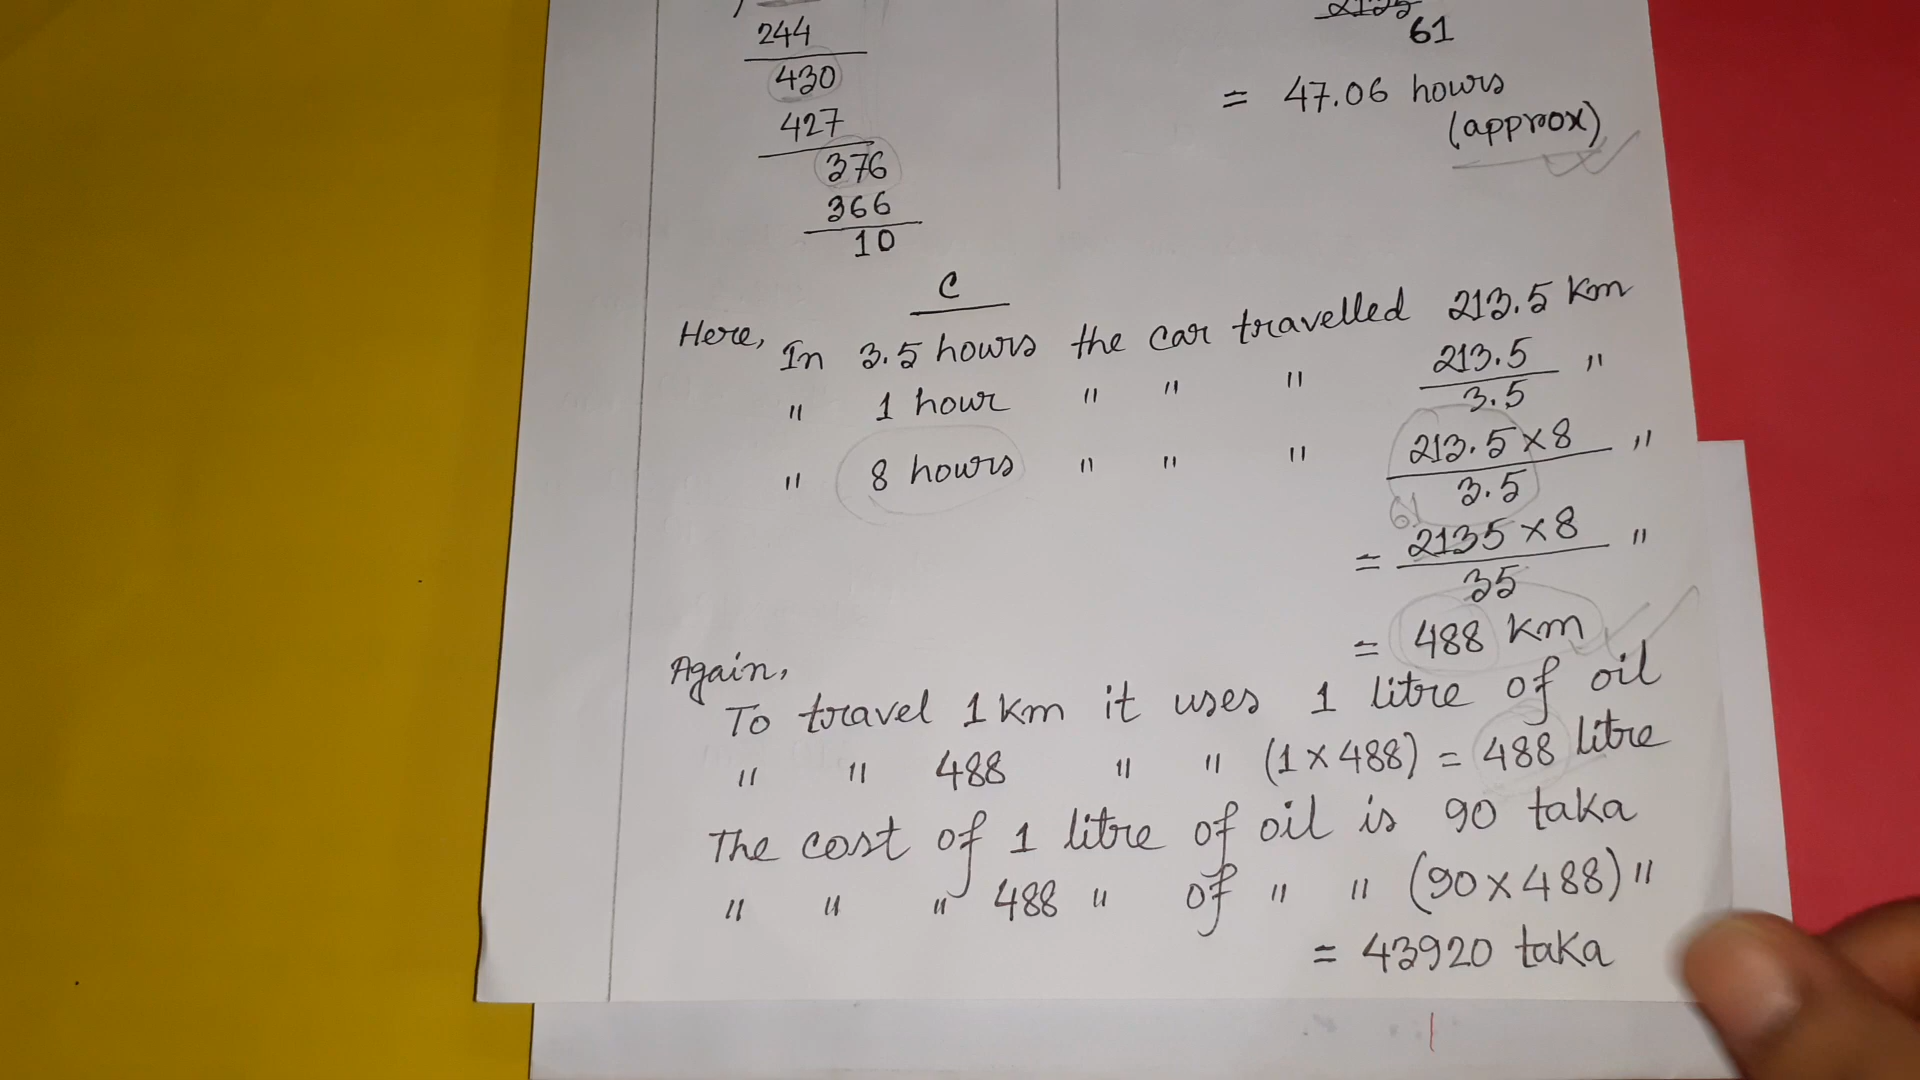 244
430
427
376
366
10
61
= 47.06 hours
(approx)
C
Here, In 3.5 hours the car travelled 213.5 km
" 1 hour " " " 213.5/3.5 "
" 8 hours " " " 213.5 × 8/3.5 "
61
= 2135 × 8/35 "
= 488 km
Again,
To travel 1 km it uses 1 litre of oil
" " 488 " " (1 × 488) = 488 litre
The cost of 1 litre of oil is 90 taka
" " " 488 " of " " (90 × 488) "
= 43920 taka